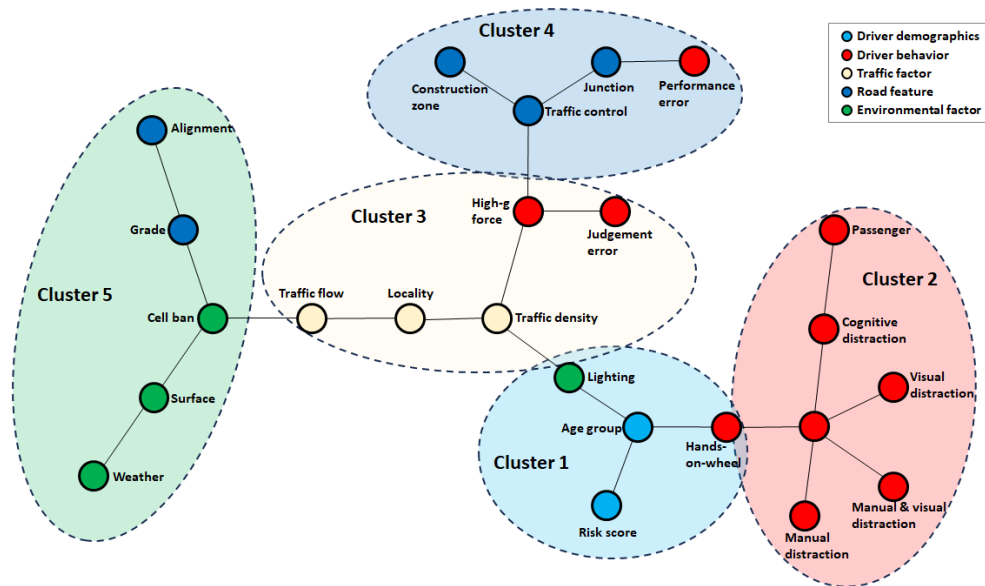 Cluster 4
Construction
zone
Junction
Performance
error
Traffic control
Driver demographics
Driver behavior
Traffic factor
Road feature
Environmental factor
Alignment
Grade
Cluster 5
Cell ban
Surface
Weather
Cluster 3
High-g
force
Judgement
error
Traffic flow
Locality
Traffic density
Passenger
Cluster 2
Cognitive
distraction
Visual
distraction
Manual & visual
distraction
Manual
distraction
Lighting
Age group
Hands-
on-wheel
Cluster 1
Risk score